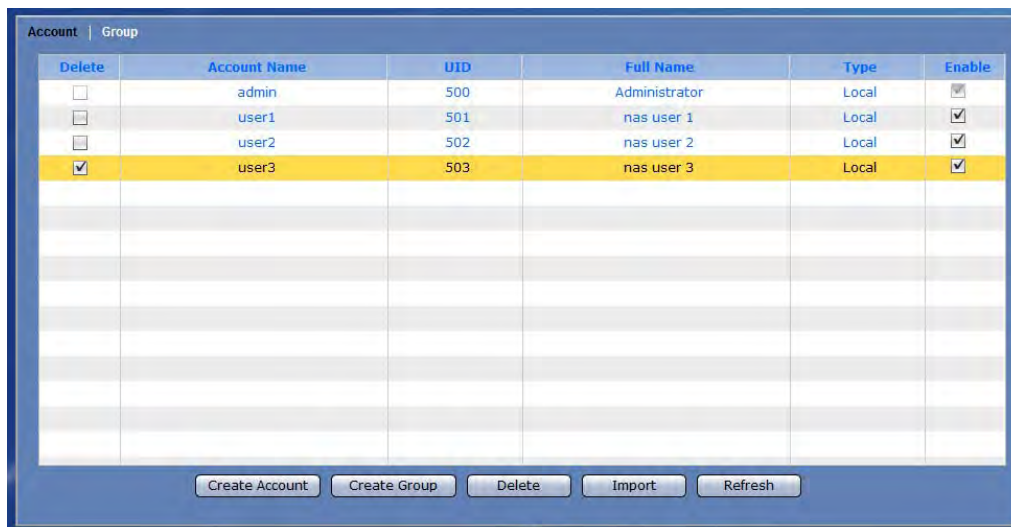 Account | Group
Delete Account Name UID Full Name Type Enable
admin 500 Administrator Local
user1 501 nas user 1 Local
user2 502 nas user 2 Local
user3 503 nas user 3 Local
Create Account Create Group Delete Import Refresh